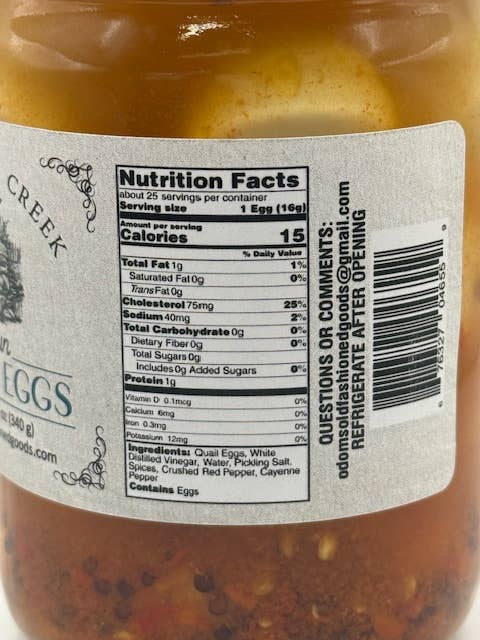 CREEK
EGGS
oz (340 g)
Nutrition Facts
about 25 servings per container
Serving size 1 Egg (16g)
Amount per serving
Calories 15
% Daily Value
Total Fat 1g 1%
Saturated Fat 0g 0%
Trans Fat 0g
Cholesterol 75mg 25%
Sodium 40mg 2%
Total Carbohydrate 0g 0%
Dietary Fiber 0g 0%
Total Sugars 0g
Includes 0g Added Sugars 0%
Protein 1g
Vitamin D 0.1mcg 0%
Calcium 6mg 0%
Iron 0.3mg 0%
Potassium 12mg 0%
Ingredients: Quail Eggs, White
Distilled Vinegar, Water, Pickling Salt,
Spices, Crushed Red Pepper, Cayenne
Pepper
Contains Eggs
QUESTIONS OR COMMENTS:
odomsoldfashionedgoods@gmail.com
REFRIGERATE AFTER OPENING